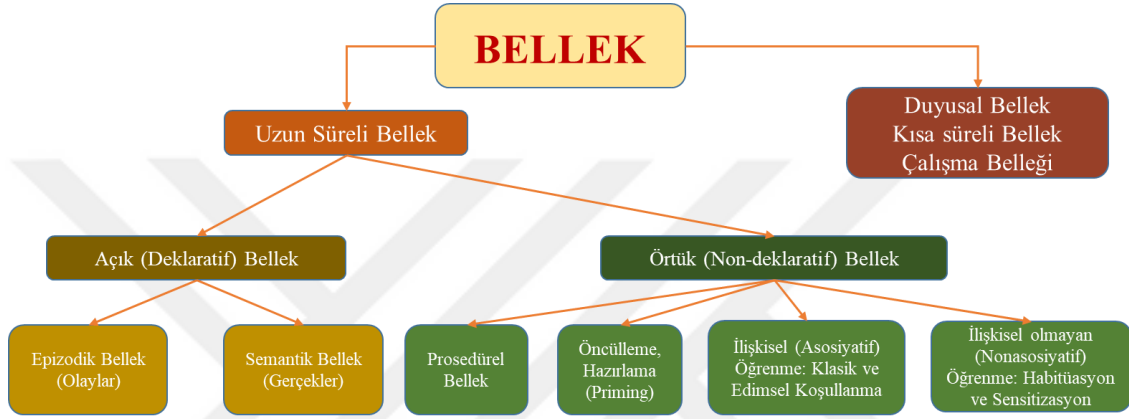 BELLEK
Uzun Süreli Bellek
Duyusal Bellek
Kısa süreli Bellek
Çalışma Belleği
Açık (Deklaratif) Bellek
Örtük (Non-deklaratif) Bellek
Epizodik Bellek
(Olaylar)
Semantik Bellek
(Gerçekler)
Prosedürel
Bellek
Öncülleme,
Hazırlama
(Priming)
İlişkisel (Asosiyatif)
Öğrenme: Klasik ve
Edimsel Koşullanma
İlişkisel olmayan
(Nonasosiyatif)
Öğrenme: Habitüasyon
ve Sensitizasyon